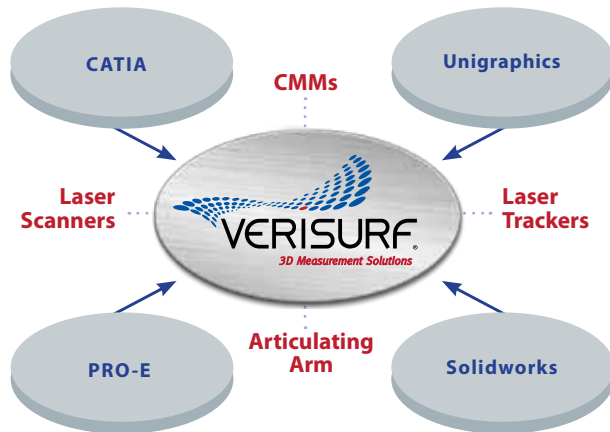 CATIA
Unigraphics
CMMs
Laser
Scanners
VERISURF®
3D Measurement Solutions
Laser
Trackers
Articulating
Arm
PRO-E
Solidworks